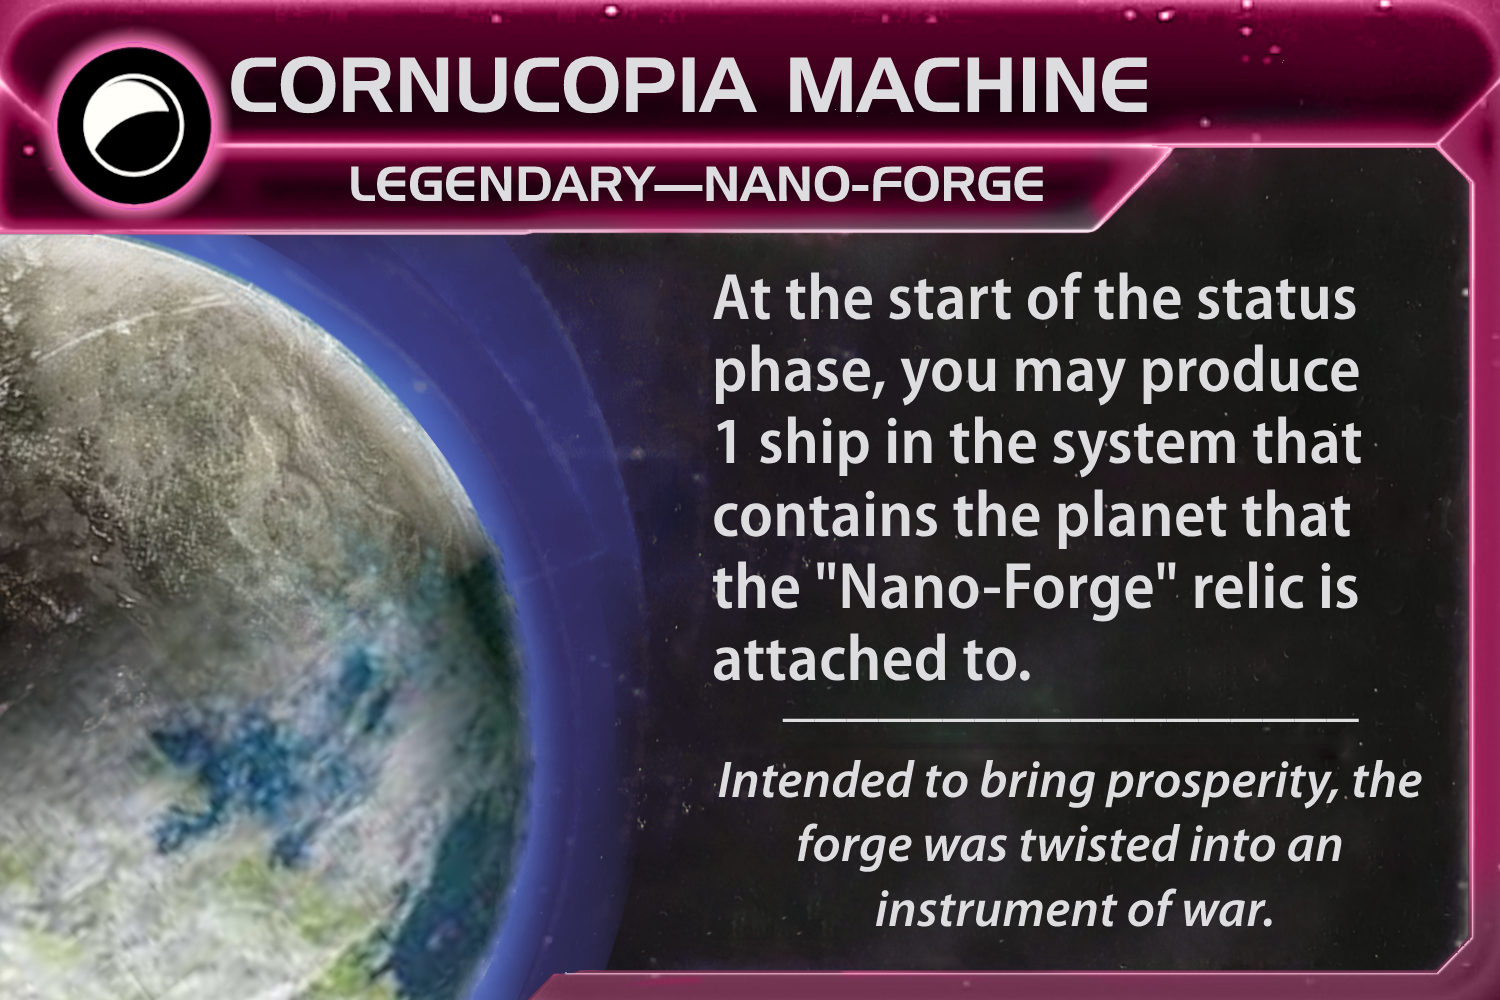 CORNUCOPIA MACHINE
LEGENDARY—NANO-FORGE
At the start of the status
phase, you may produce
1 ship in the system that
contains the planet that
the "Nano-Forge" relic is
attached to.
Intended to bring prosperity, the
forge was twisted into an
instrument of war.